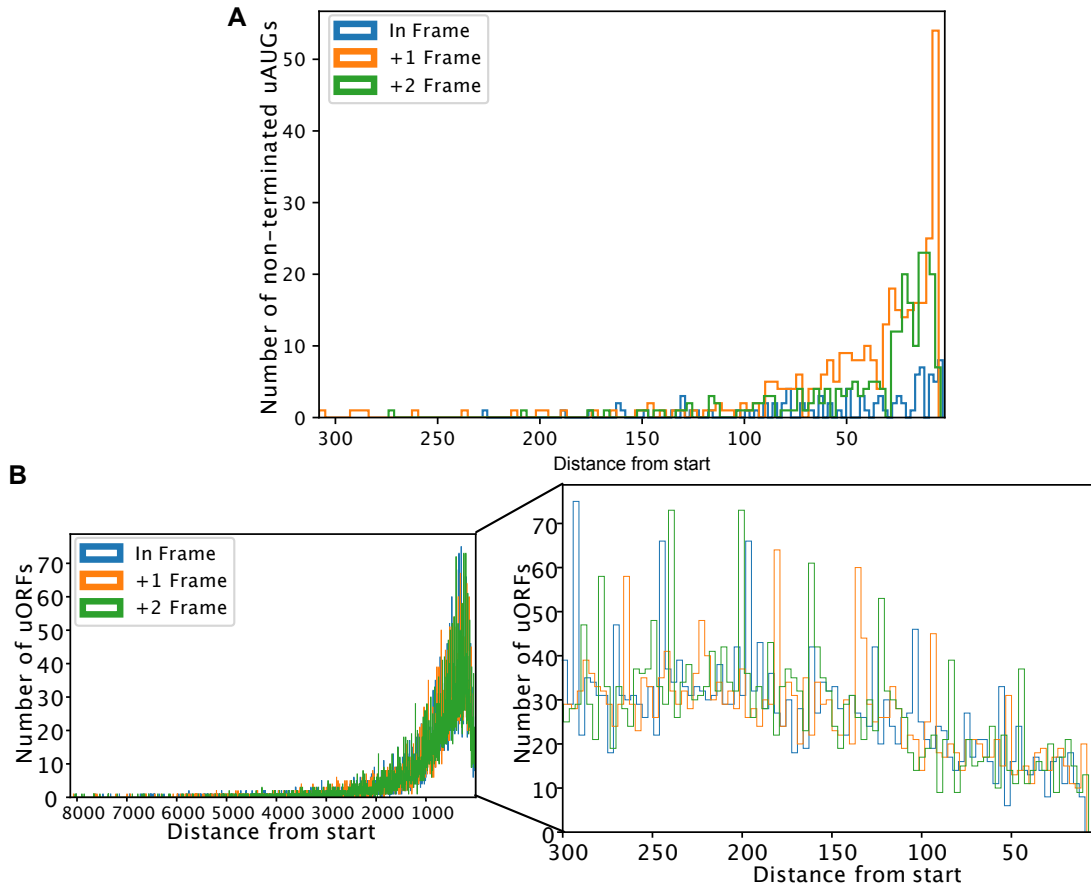 A
Number of non-terminated uAUGs
In Frame
+1 Frame
+2 Frame
50
40
30
20
10
0
300 250 200 150 100 50
Distance from start
B
Number of uORFs
In Frame
+1 Frame
+2 Frame
70
60
50
40
30
20
10
0
8000 7000 6000 5000 4000 3000 2000 1000
Distance from start
Number of uORFs
70
60
50
40
30
20
10
0
300 250 200 150 100 50
Distance from start